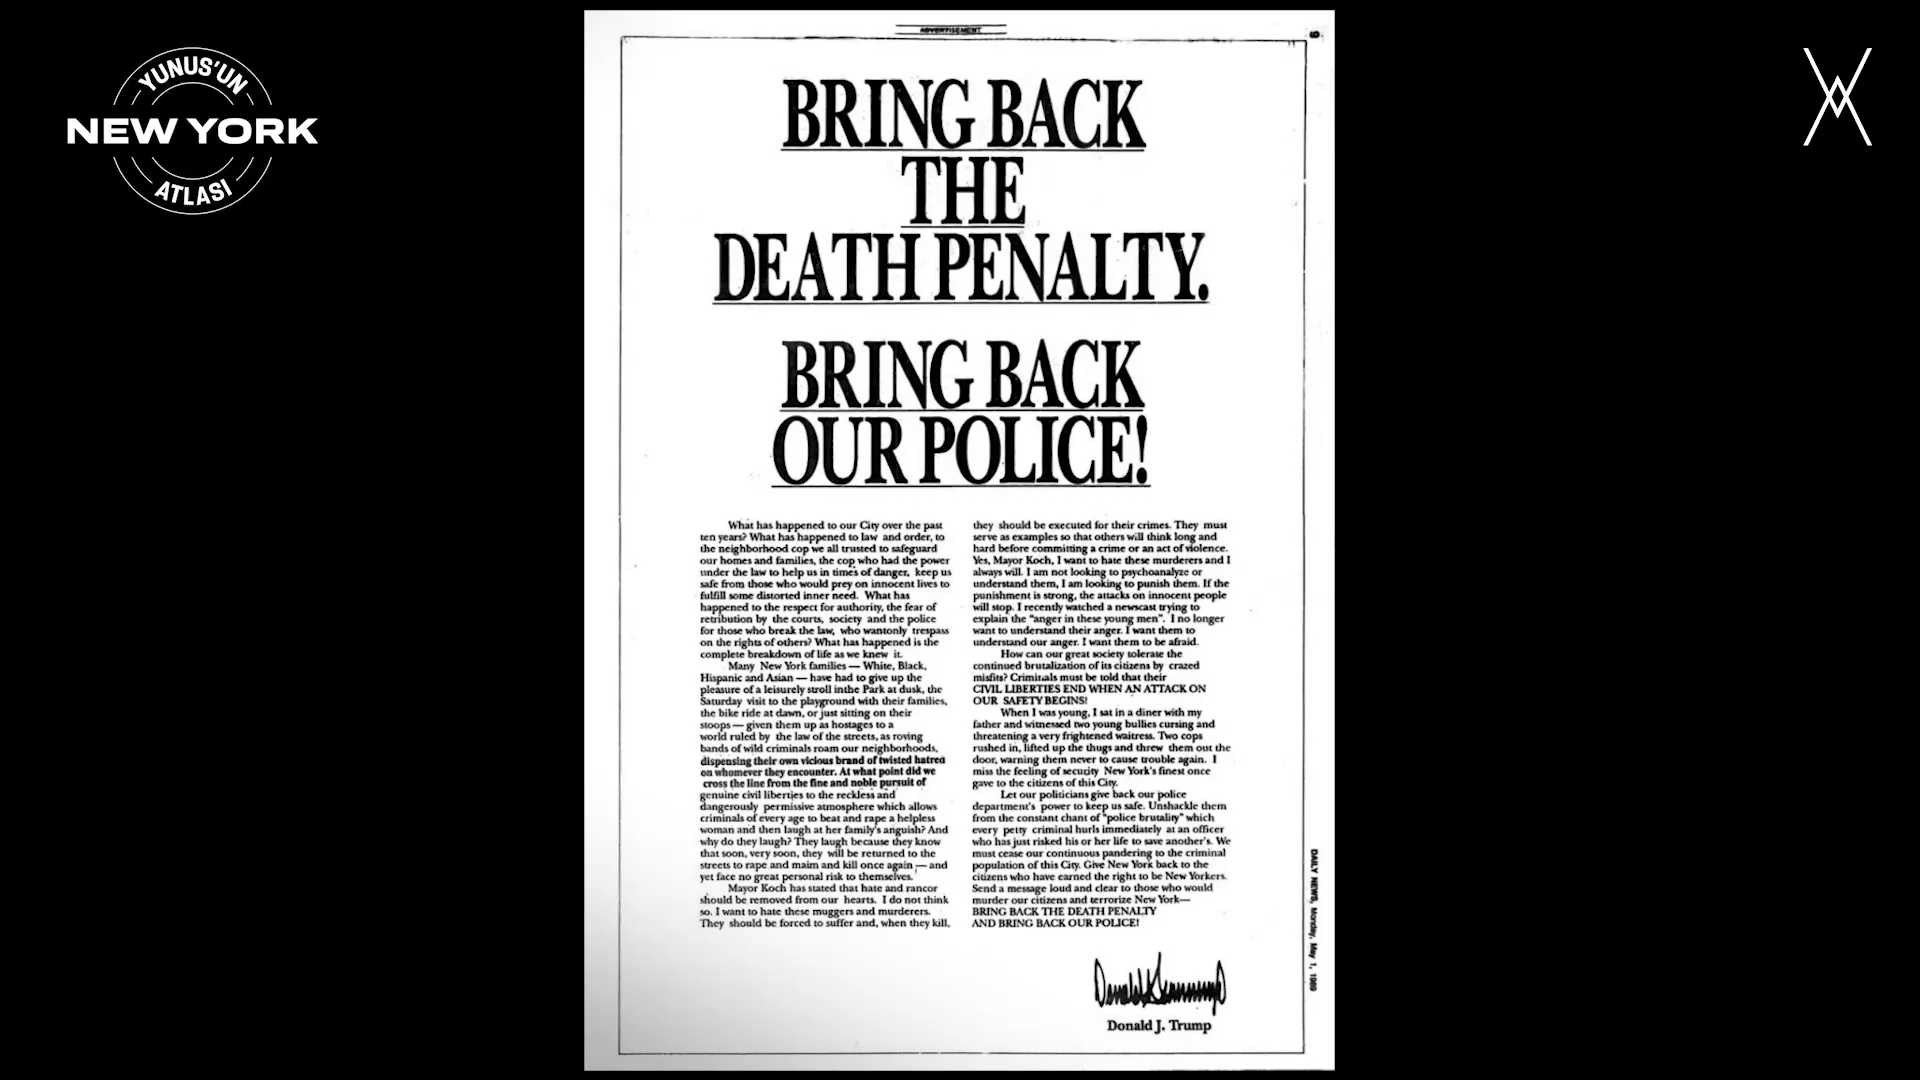 YUNUS'UN
NEW YORK
ATLASI
ADVERTISEMENT
9
BRING BACK
THE
DEATH PENALTY.
BRING BACK
OUR POLICE!
What has happened to our City over the past
ten years? What has happened to law and order, to
the neighborhood cop we all trusted to safeguard
our homes and families, the cop who had the power
under the law to help us in times of danger, keep us
safe from those who would prey on innocent lives to
fulfill some distorted inner need. What has
happened to the respect for authority, the fear of
retribution by the courts, society and the police
for those who break the law, who wantonly trespass
on the rights of others? What has happened is the
complete breakdown of life as we knew it.
Many New York families — White, Black,
Hispanic and Asian — have had to give up the
pleasure of a leisurely stroll inthe Park at dusk, the
Saturday visit to the playground with their families,
the bike ride at dawn, or just sitting on their
stoops — given them up as hostages to a
world ruled by the law of the streets, as roving
bands of wild criminals roam our neighborhoods,
dispensing their own vicious brand of twisted hatred
on whomever they encounter. At what point did we
cross the line from the fine and noble pursuit of
genuine civil liberties to the reckless and
dangerously permissive atmosphere which allows
criminals of every age to beat and rape a helpless
woman and then laugh at her family's anguish? And
why do they laugh? They laugh because they know
that soon, very soon, they will be returned to the
streets to rape and maim and kill once again — and
yet face no great personal risk to themselves.
Mayor Koch has stated that hate and rancor
should be removed from our hearts. I do not think
so. I want to hate these muggers and murderers.
They should be forced to suffer and, when they kill,
they should be executed for their crimes. They must
serve as examples so that others will think long and
hard before committing a crime or an act of violence.
Yes, Mayor Koch, I want to hate these murderers and I
always will. I am not looking to psychoanalyze or
understand them, I am looking to punish them. If the
punishment is strong, the attacks on innocent people
will stop. I recently watched a newscast trying to
explain the "anger in these young men". I no longer
want to understand their anger. I want them to
understand our anger. I want them to be afraid.
How can our great society tolerate the
continued brutalization of its citizens by crazed
misfits? Criminals must be told that their
CIVIL LIBERTIES END WHEN AN ATTACK ON
OUR SAFETY BEGINS!
When I was young, I sat in a diner with my
father and witnessed two young bullies cursing and
threatening a very frightened waitress. Two cops
rushed in, lifted up the thugs and threw them out the
door, warning them never to cause trouble again. I
miss the feeling of security New York's finest once
gave to the citizens of this City.
Let our politicians give back our police
department's power to keep us safe. Unshackle them
from the constant chant of "police brutality" which
every petty criminal hurls immediately at an officer
who has just risked his or her life to save another's. We
must cease our continuous pandering to the criminal
population of this City. Give New York back to the
citizens who have earned the right to be New Yorkers.
Send a message loud and clear to those who would
murder our citizens and terrorize New York—
BRING BACK THE DEATH PENALTY
AND BRING BACK OUR POLICE!
Donald J. Trump
Donald J. Trump
DAILY NEWS, Monday, May 1, 1989